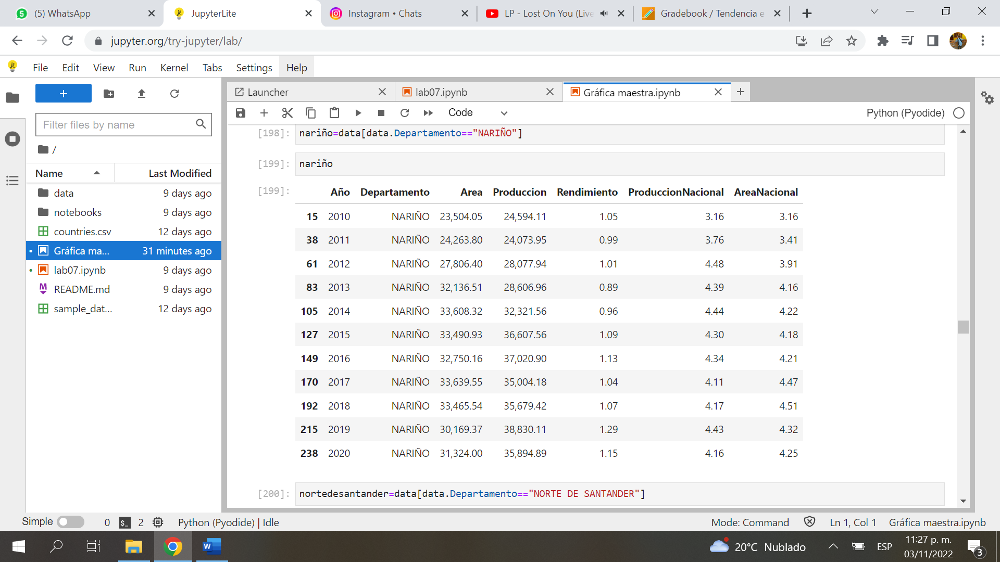 (5) WhatsApp
JupyterLite
Instagram • Chats
LP - Lost On You (Live
Gradebook / Tendencia e
jupyter.org/try-jupyter/lab/
File Edit View Run Kernel Tabs Settings Help
Launcher
lab07.ipynb
Gráfica maestra.ipynb
Code
Python (Pyodide)
Filter files by name
/
Name Last Modified
data 9 days ago
notebooks 9 days ago
countries.csv 12 days ago
Gráfica ma... 31 minutes ago
lab07.ipynb 9 days ago
README.md 9 days ago
sample_dat... 12 days ago
[198]: nariño=data[data.Departamento=="NARIÑO"]
[199]: nariño
[199]:
Año Departamento Area Produccion Rendimiento ProduccionNacional AreaNacional
15 2010 NARIÑO 23,504.05 24,594.11 1.05 3.16 3.16
38 2011 NARIÑO 24,263.80 24,073.95 0.99 3.76 3.41
61 2012 NARIÑO 27,806.40 28,077.94 1.01 4.48 3.91
83 2013 NARIÑO 32,136.51 28,606.96 0.89 4.39 4.16
105 2014 NARIÑO 33,608.32 32,321.56 0.96 4.44 4.22
127 2015 NARIÑO 33,490.93 36,607.56 1.09 4.30 4.18
149 2016 NARIÑO 32,750.16 37,020.90 1.13 4.34 4.21
170 2017 NARIÑO 33,639.55 35,004.18 1.04 4.11 4.47
192 2018 NARIÑO 33,465.54 35,679.42 1.07 4.17 4.51
215 2019 NARIÑO 30,169.37 38,830.11 1.29 4.43 4.32
238 2020 NARIÑO 31,324.00 35,894.89 1.15 4.16 4.25
[200]: nortedesantander=data[data.Departamento=="NORTE DE SANTANDER"]
Simple 0 2 Python (Pyodide) | Idle Mode: Command Ln 1, Col 1 Gráfica maestra.ipynb
20°C Nublado
ESP
11:27 p. m.
03/11/2022
3